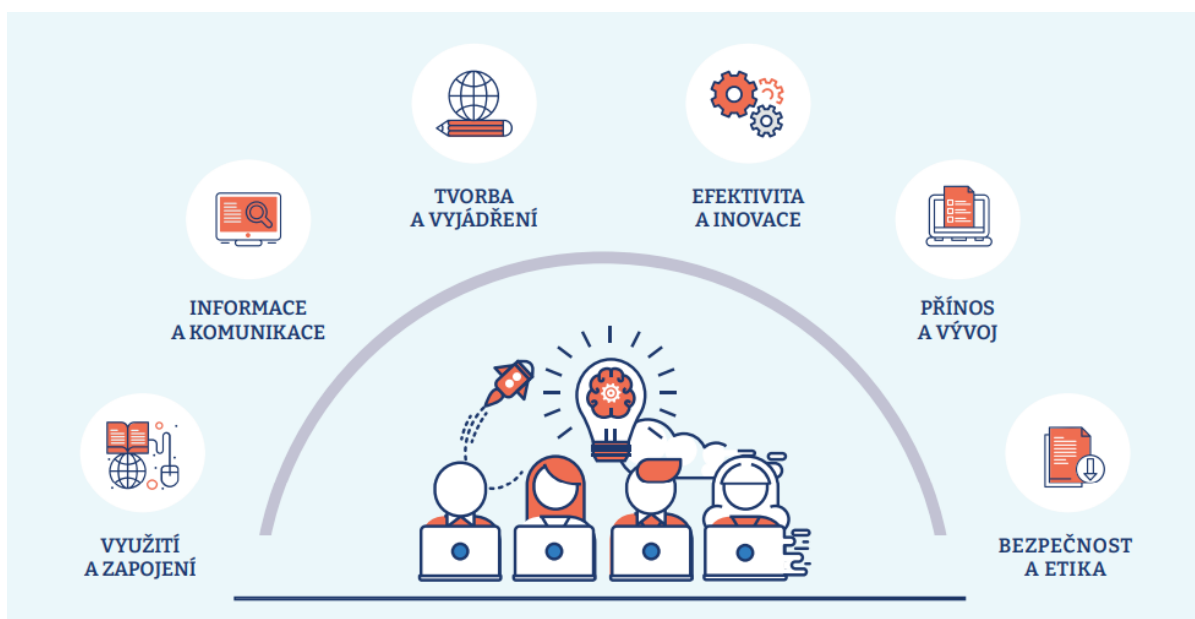 TVORBA
A VYJÁDŘENÍ
EFEKTIVITA
A INOVACE
INFORMACE
A KOMUNIKACE
PŘÍNOS
A VÝVOJ
VYUŽITÍ
A ZAPOJENÍ
BEZPEČNOST
A ETIKA